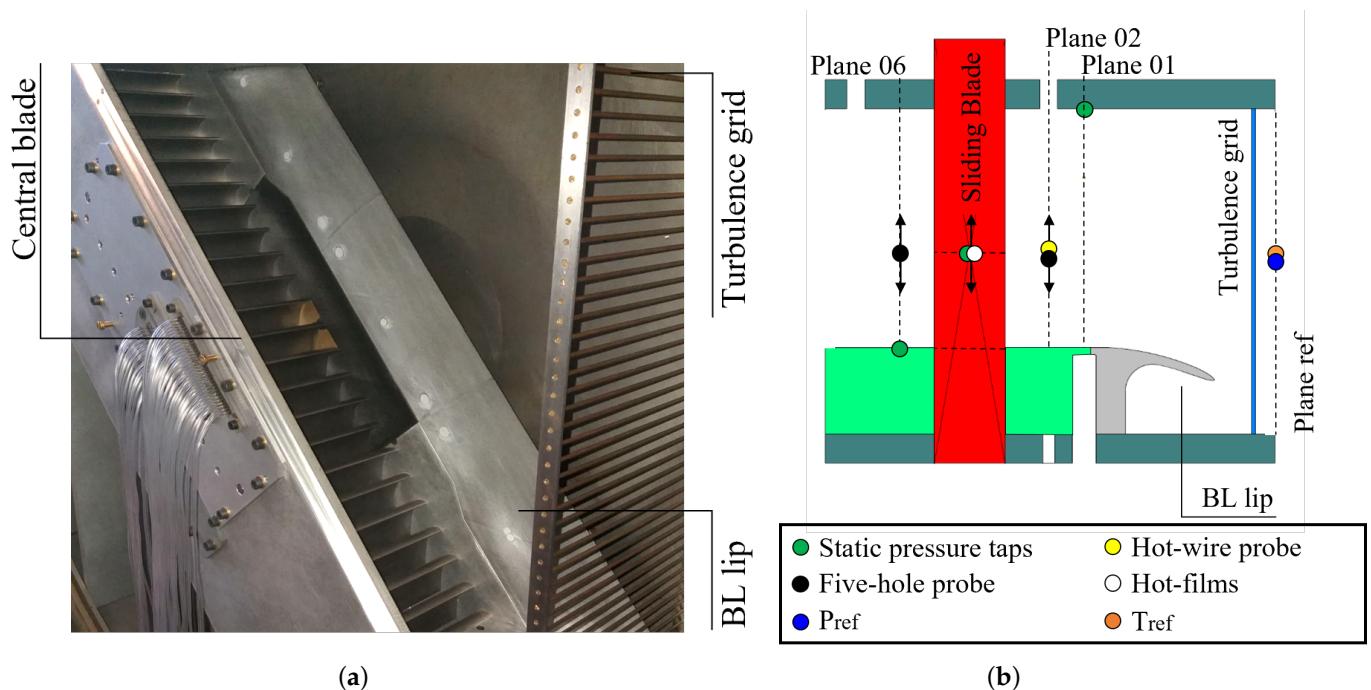 Central blade
Turbulence grid
BL lip
(a)
Plane 02
Plane 06
Plane 01
Sliding Blade
Turbulence grid
Plane ref
BL lip
Static pressure taps
Hot-wire probe
Five-hole probe
Hot-films
Pref
Tref
(b)